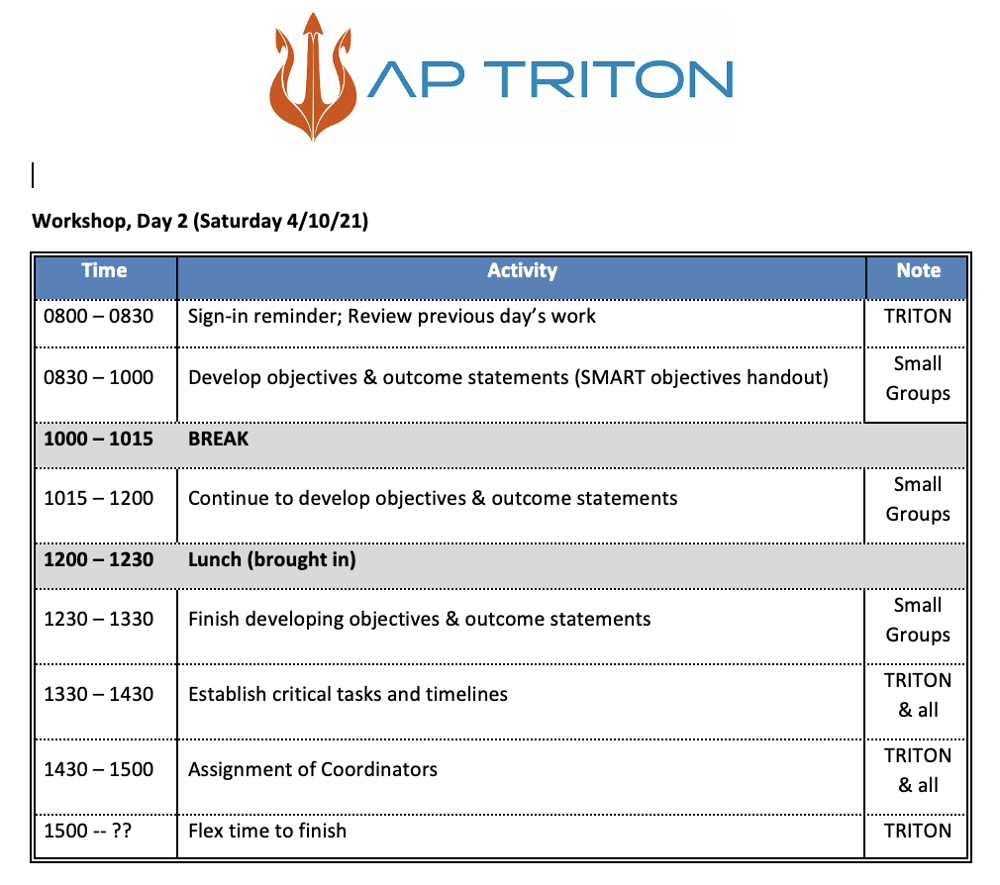 AP TRITON
Workshop, Day 2 (Saturday 4/10/21)
Time Activity Note
0800 – 0830 Sign-in reminder; Review previous day’s work TRITON
0830 – 1000 Develop objectives & outcome statements (SMART objectives handout) Small
Groups
1000 – 1015 BREAK
1015 – 1200 Continue to develop objectives & outcome statements Small
Groups
1200 – 1230 Lunch (brought in)
1230 – 1330 Finish developing objectives & outcome statements Small
Groups
1330 – 1430 Establish critical tasks and timelines TRITON
& all
1430 – 1500 Assignment of Coordinators TRITON
& all
1500 -- ?? Flex time to finish TRITON